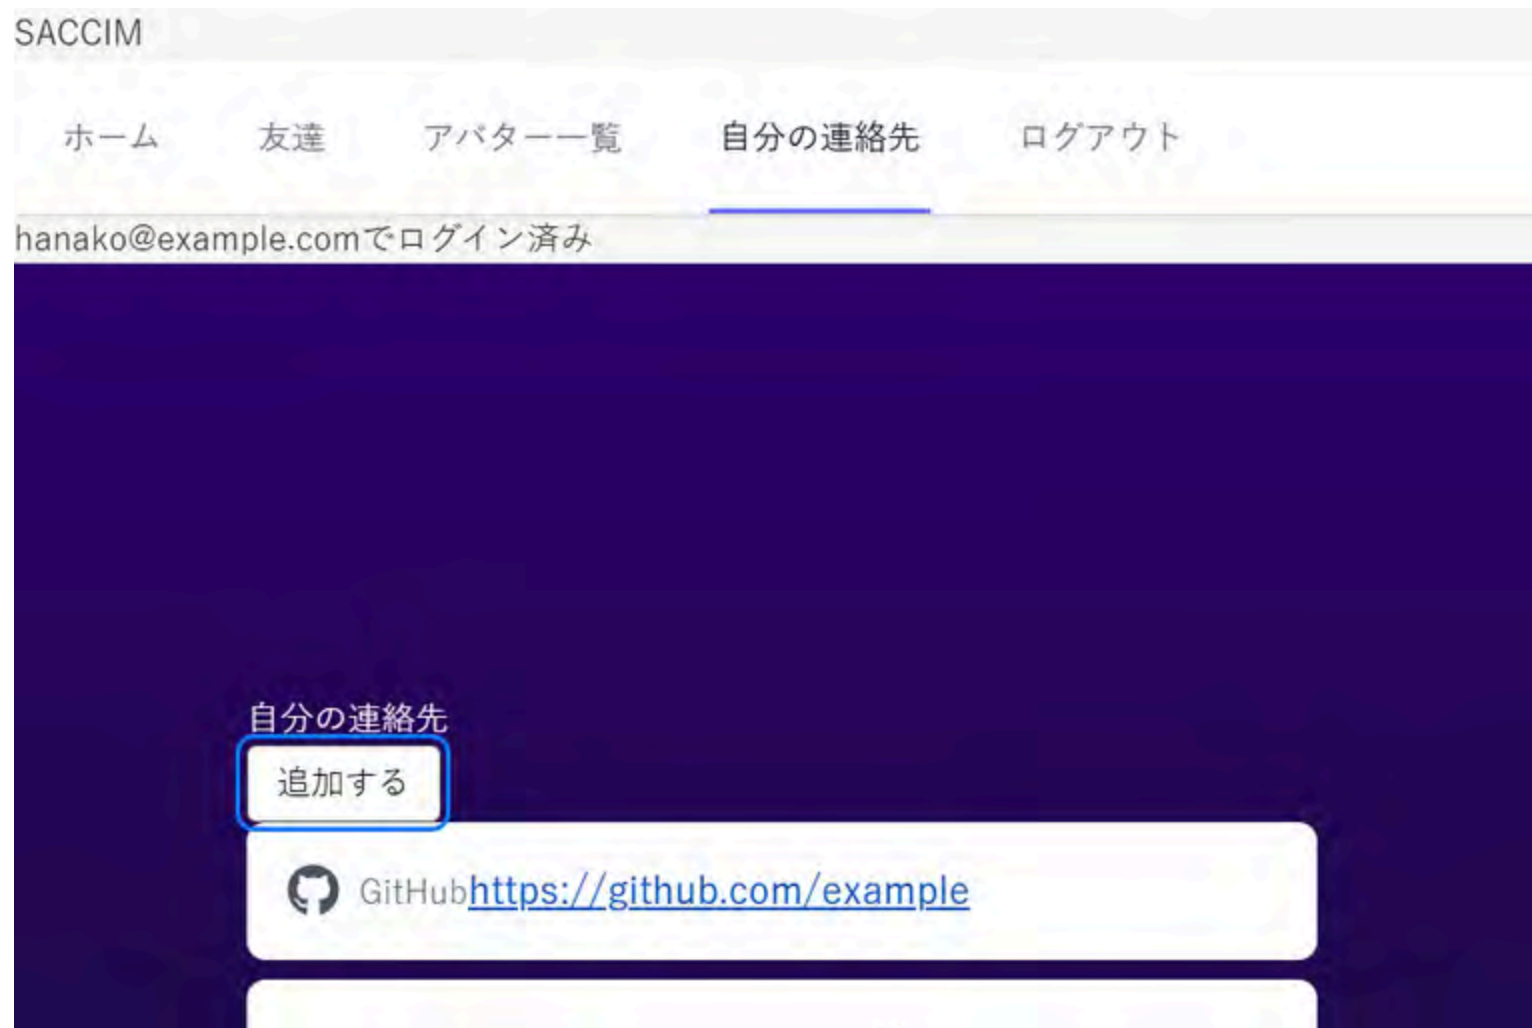 SACCIM
ホーム 友達 アバター一覧 自分の連絡先 ログアウト
hanako@example.comでログイン済み
自分の連絡先
追加する
GitHubhttps://github.com/example